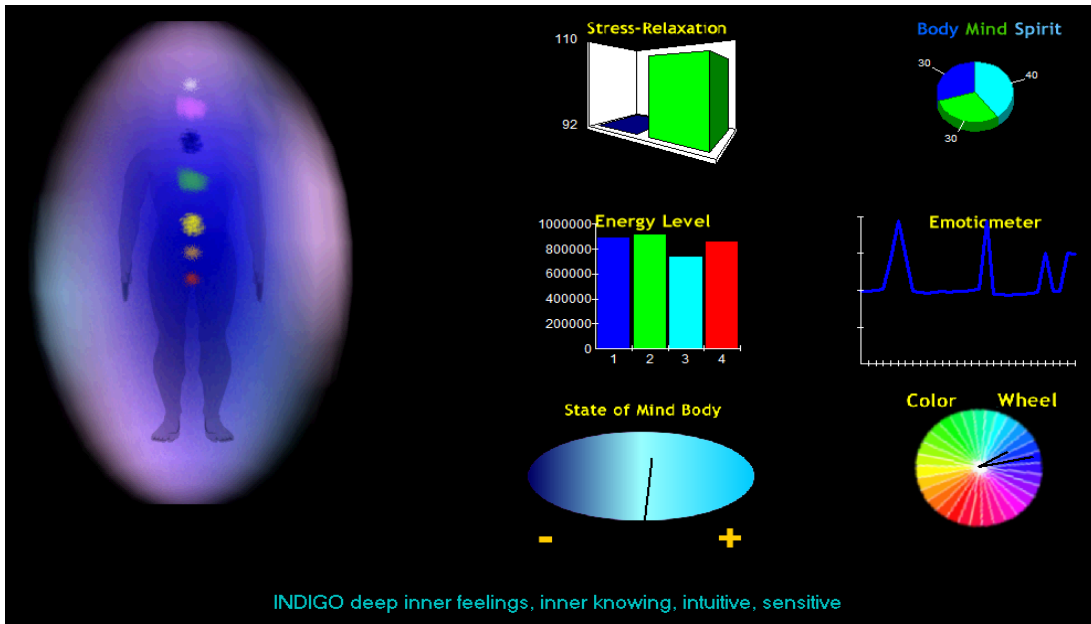 Stress-Relaxation
110
92
Body Mind Spirit
30
40
30
Energy Level
1000000
800000
600000
400000
200000
0
1 2 3 4
Emotiometer
State of Mind Body
- +
Color Wheel
INDIGO deep inner feelings, inner knowing, intuitive, sensitive